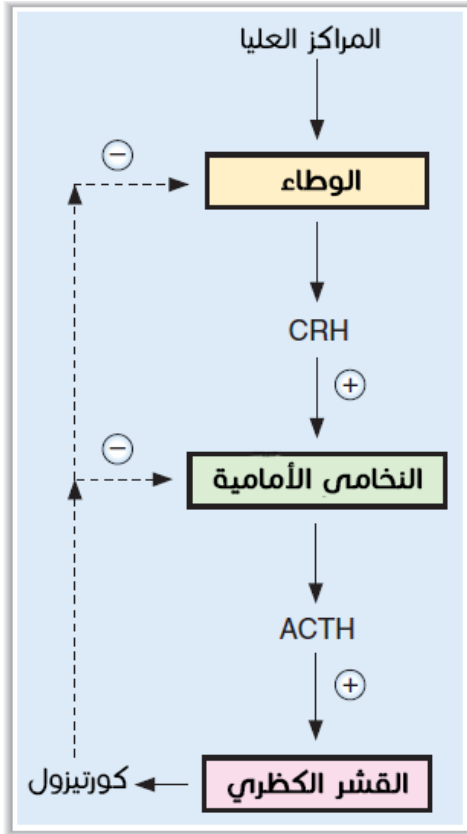 المراكز العليا
−
الوطاء
CRH
+
−
النخامى الأمامية
ACTH
+
القشر الكظري
كورتيزول